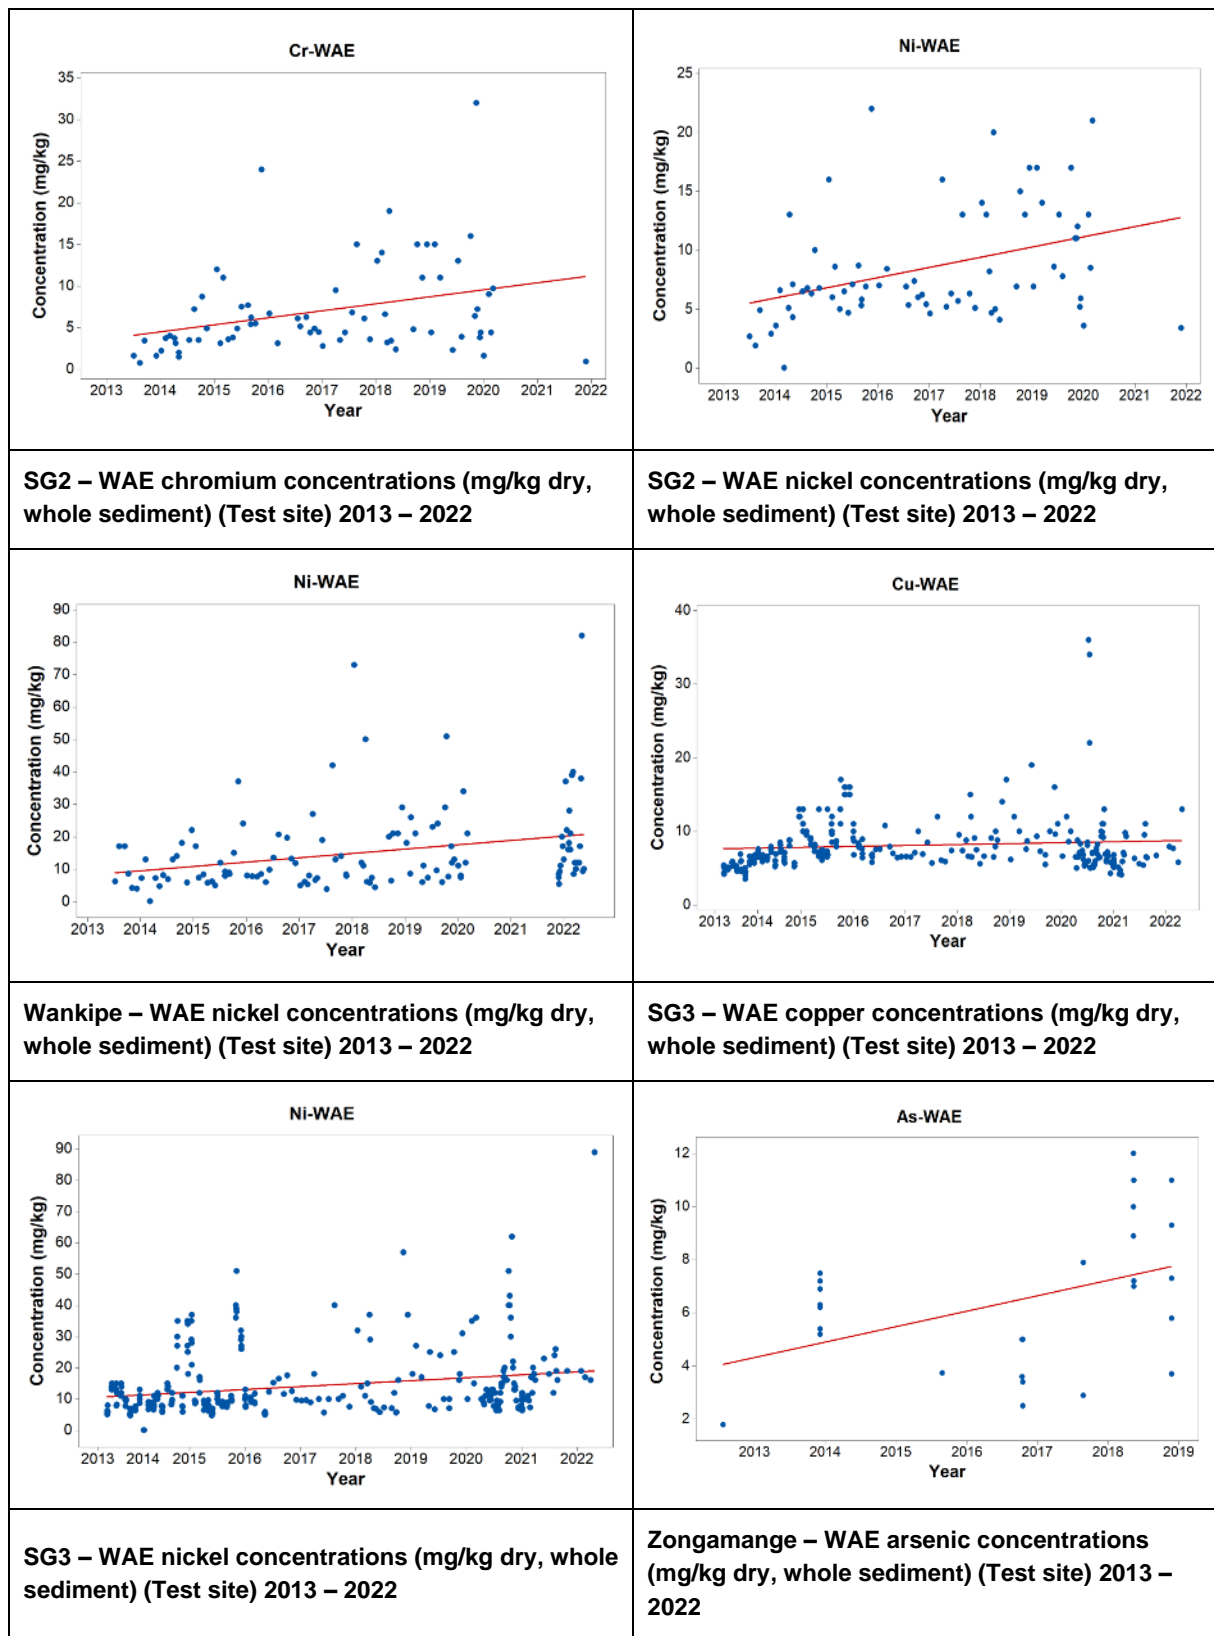 Cr-WAE
35
30
25
20
15
10
5
0
Concentration (mg/kg)
2013 2014 2015 2016 2017 2018 2019 2020 2021 2022
Year
Ni-WAE
25
20
15
10
5
0
Concentration (mg/kg)
2013 2014 2015 2016 2017 2018 2019 2020 2021 2022
Year
SG2 – WAE chromium concentrations (mg/kg dry,
whole sediment) (Test site) 2013 – 2022
SG2 – WAE nickel concentrations (mg/kg dry,
whole sediment) (Test site) 2013 – 2022
Ni-WAE
90
80
70
60
50
40
30
20
10
0
Concentration (mg/kg)
2013 2014 2015 2016 2017 2018 2019 2020 2021 2022
Year
Cu-WAE
40
30
20
10
0
Concentration (mg/kg)
2013 2014 2015 2016 2017 2018 2019 2020 2021 2022
Year
Wankipe – WAE nickel concentrations (mg/kg dry,
whole sediment) (Test site) 2013 – 2022
SG3 – WAE copper concentrations (mg/kg dry,
whole sediment) (Test site) 2013 – 2022
Ni-WAE
90
80
70
60
50
40
30
20
10
0
Concentration (mg/kg)
2013 2014 2015 2016 2017 2018 2019 2020 2021 2022
Year
As-WAE
12
10
8
6
4
2
Concentration (mg/kg)
2013 2014 2015 2016 2017 2018 2019
Year
SG3 – WAE nickel concentrations (mg/kg dry, whole
sediment) (Test site) 2013 – 2022
Zongamange – WAE arsenic concentrations
(mg/kg dry, whole sediment) (Test site) 2013 –
2022